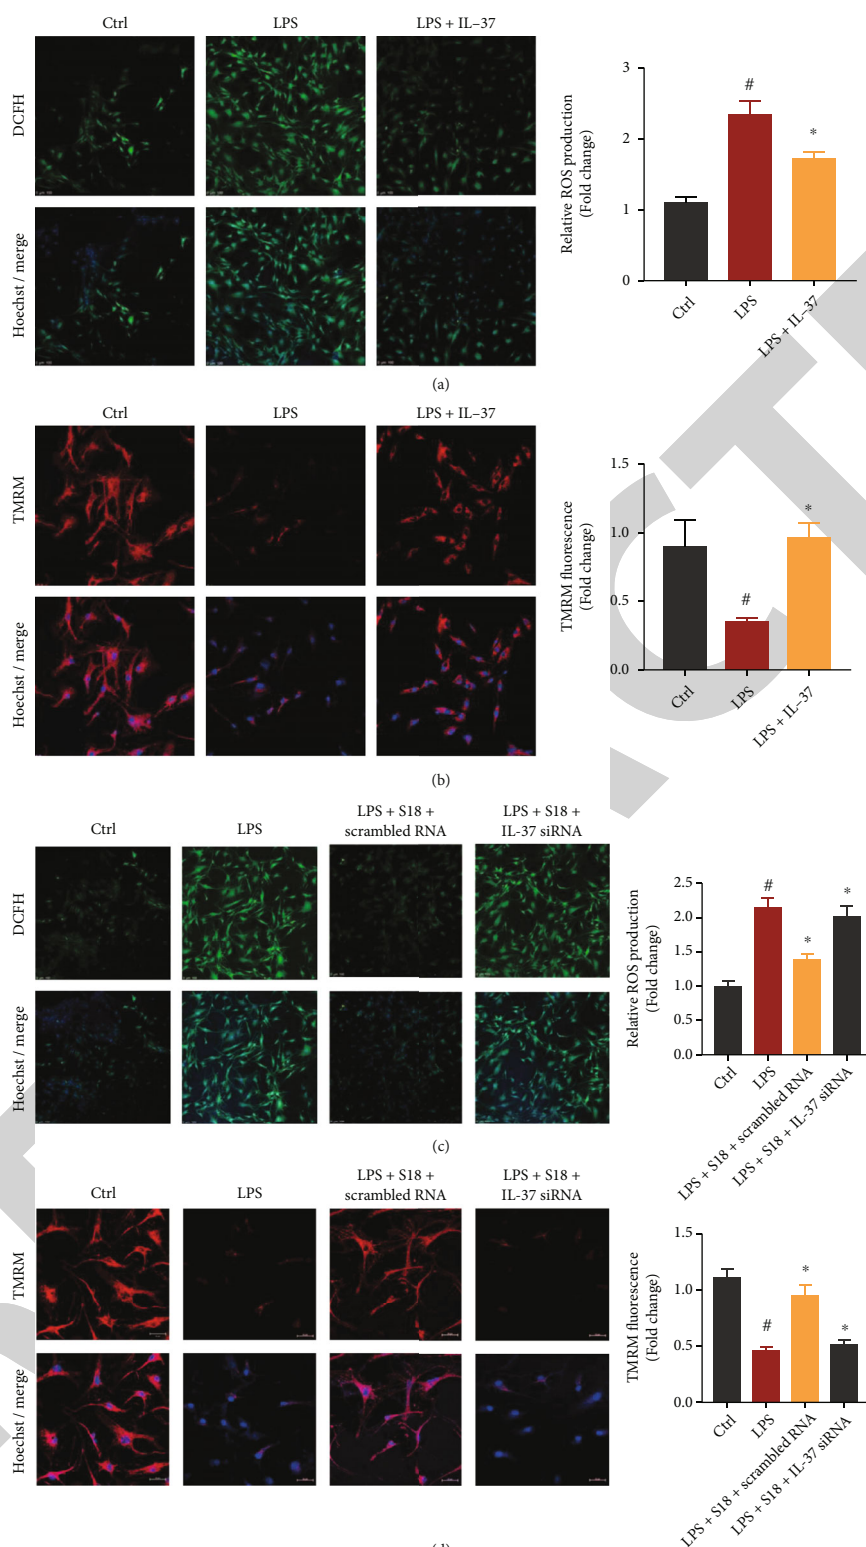 Ctrl
LPS
LPS + IL–37
DCFH
Hoechst / merge
Relative ROS production
(Fold change)
3
2
1
0
#
*
Ctrl
LPS
LPS + IL–37
(a)
Ctrl
LPS
LPS + IL–37
TMRM
Hoechst / merge
TMRM fluorescence
(Fold change)
1.5
1.0
0.5
0.0
#
*
Ctrl
LPS
LPS + IL–37
(b)
Ctrl
LPS
LPS + S18 +
scrambled RNA
LPS + S18 +
IL-37 siRNA
DCFH
Hoechst / merge
Relative ROS production
(Fold change)
2.5
2.0
1.5
1.0
0.5
0.0
#
*
*
Ctrl
LPS
LPS + S18 + scrambled RNA
LPS + S18 + IL-37 siRNA
(c)
Ctrl
LPS
LPS + S18 +
scrambled RNA
LPS + S18 +
IL-37 siRNA
TMRM
Hoechst / merge
TMRM fluorescence
(Fold change)
1.5
1.0
0.5
0.0
#
*
*
Ctrl
LPS
LPS + S18 + scrambled RNA
LPS + S18 + IL-37 siRNA